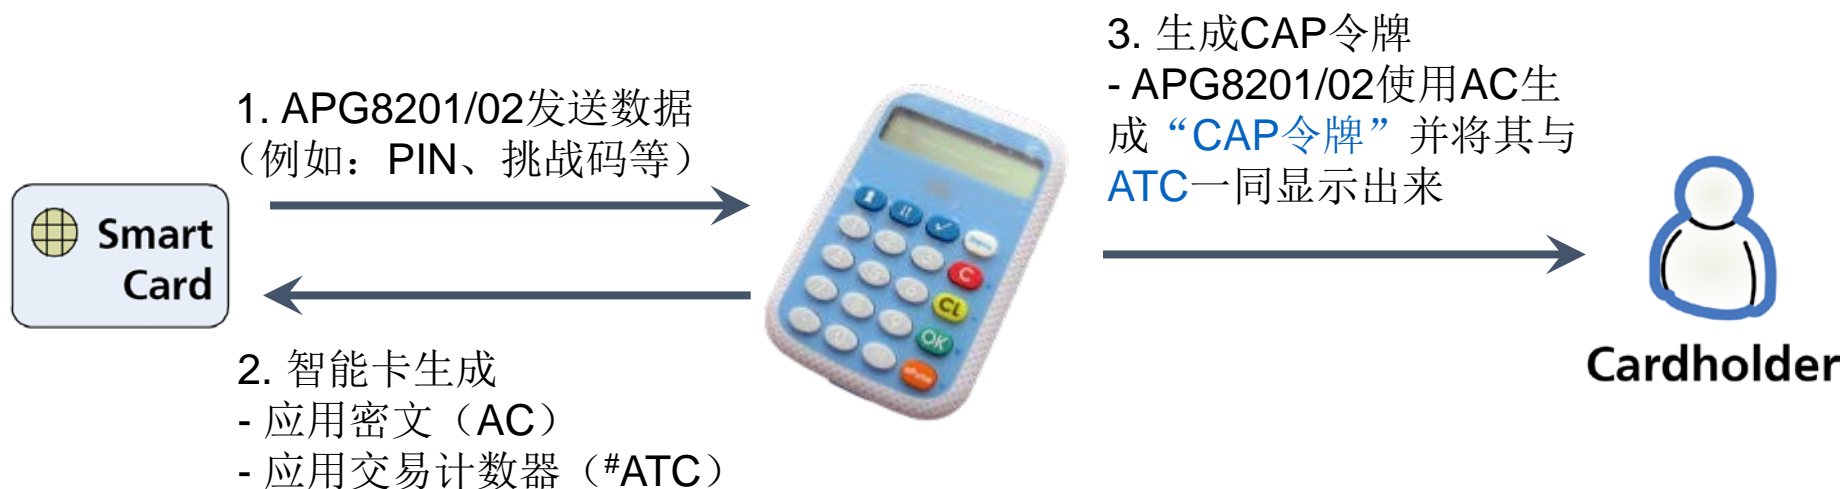 1. APG8201/02发送数据
（例如：PIN、挑战码等）
Smart
Card
2. 智能卡生成
- 应用密文（AC）
- 应用交易计数器（#ATC）
C
CL
OK
3. 生成CAP令牌
- APG8201/02使用AC生
成“CAP令牌”并将其与
ATC一同显示出来
Cardholder